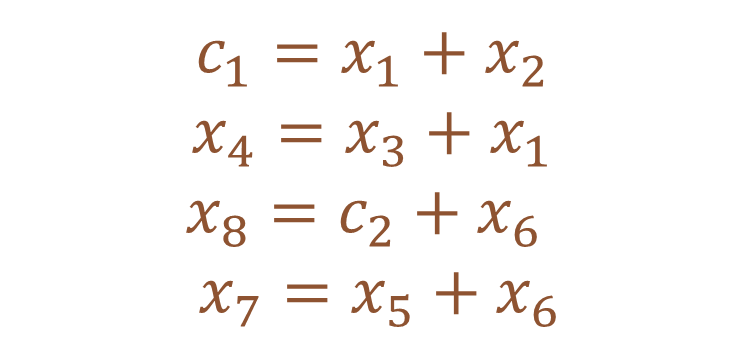 c₁ = x₁ + x₂
x₄ = x₃ + x₁
x₈ = c₂ + x₆
x₇ = x₅ + x₆